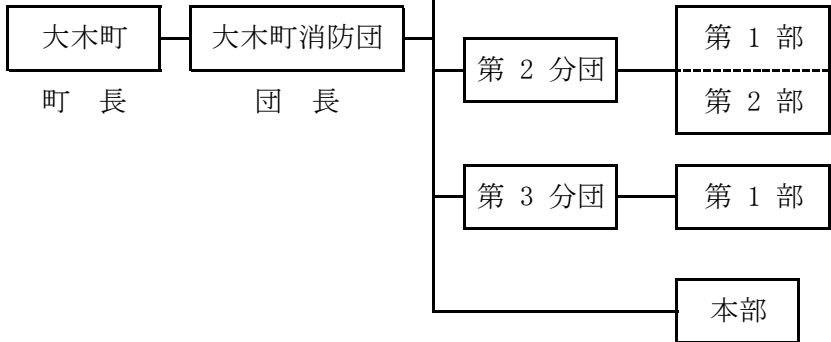 大木町
大木町消防団
町 長
団 長
第 2 分団
第 1 部
第 2 部
第 3 分団
第 1 部
本部